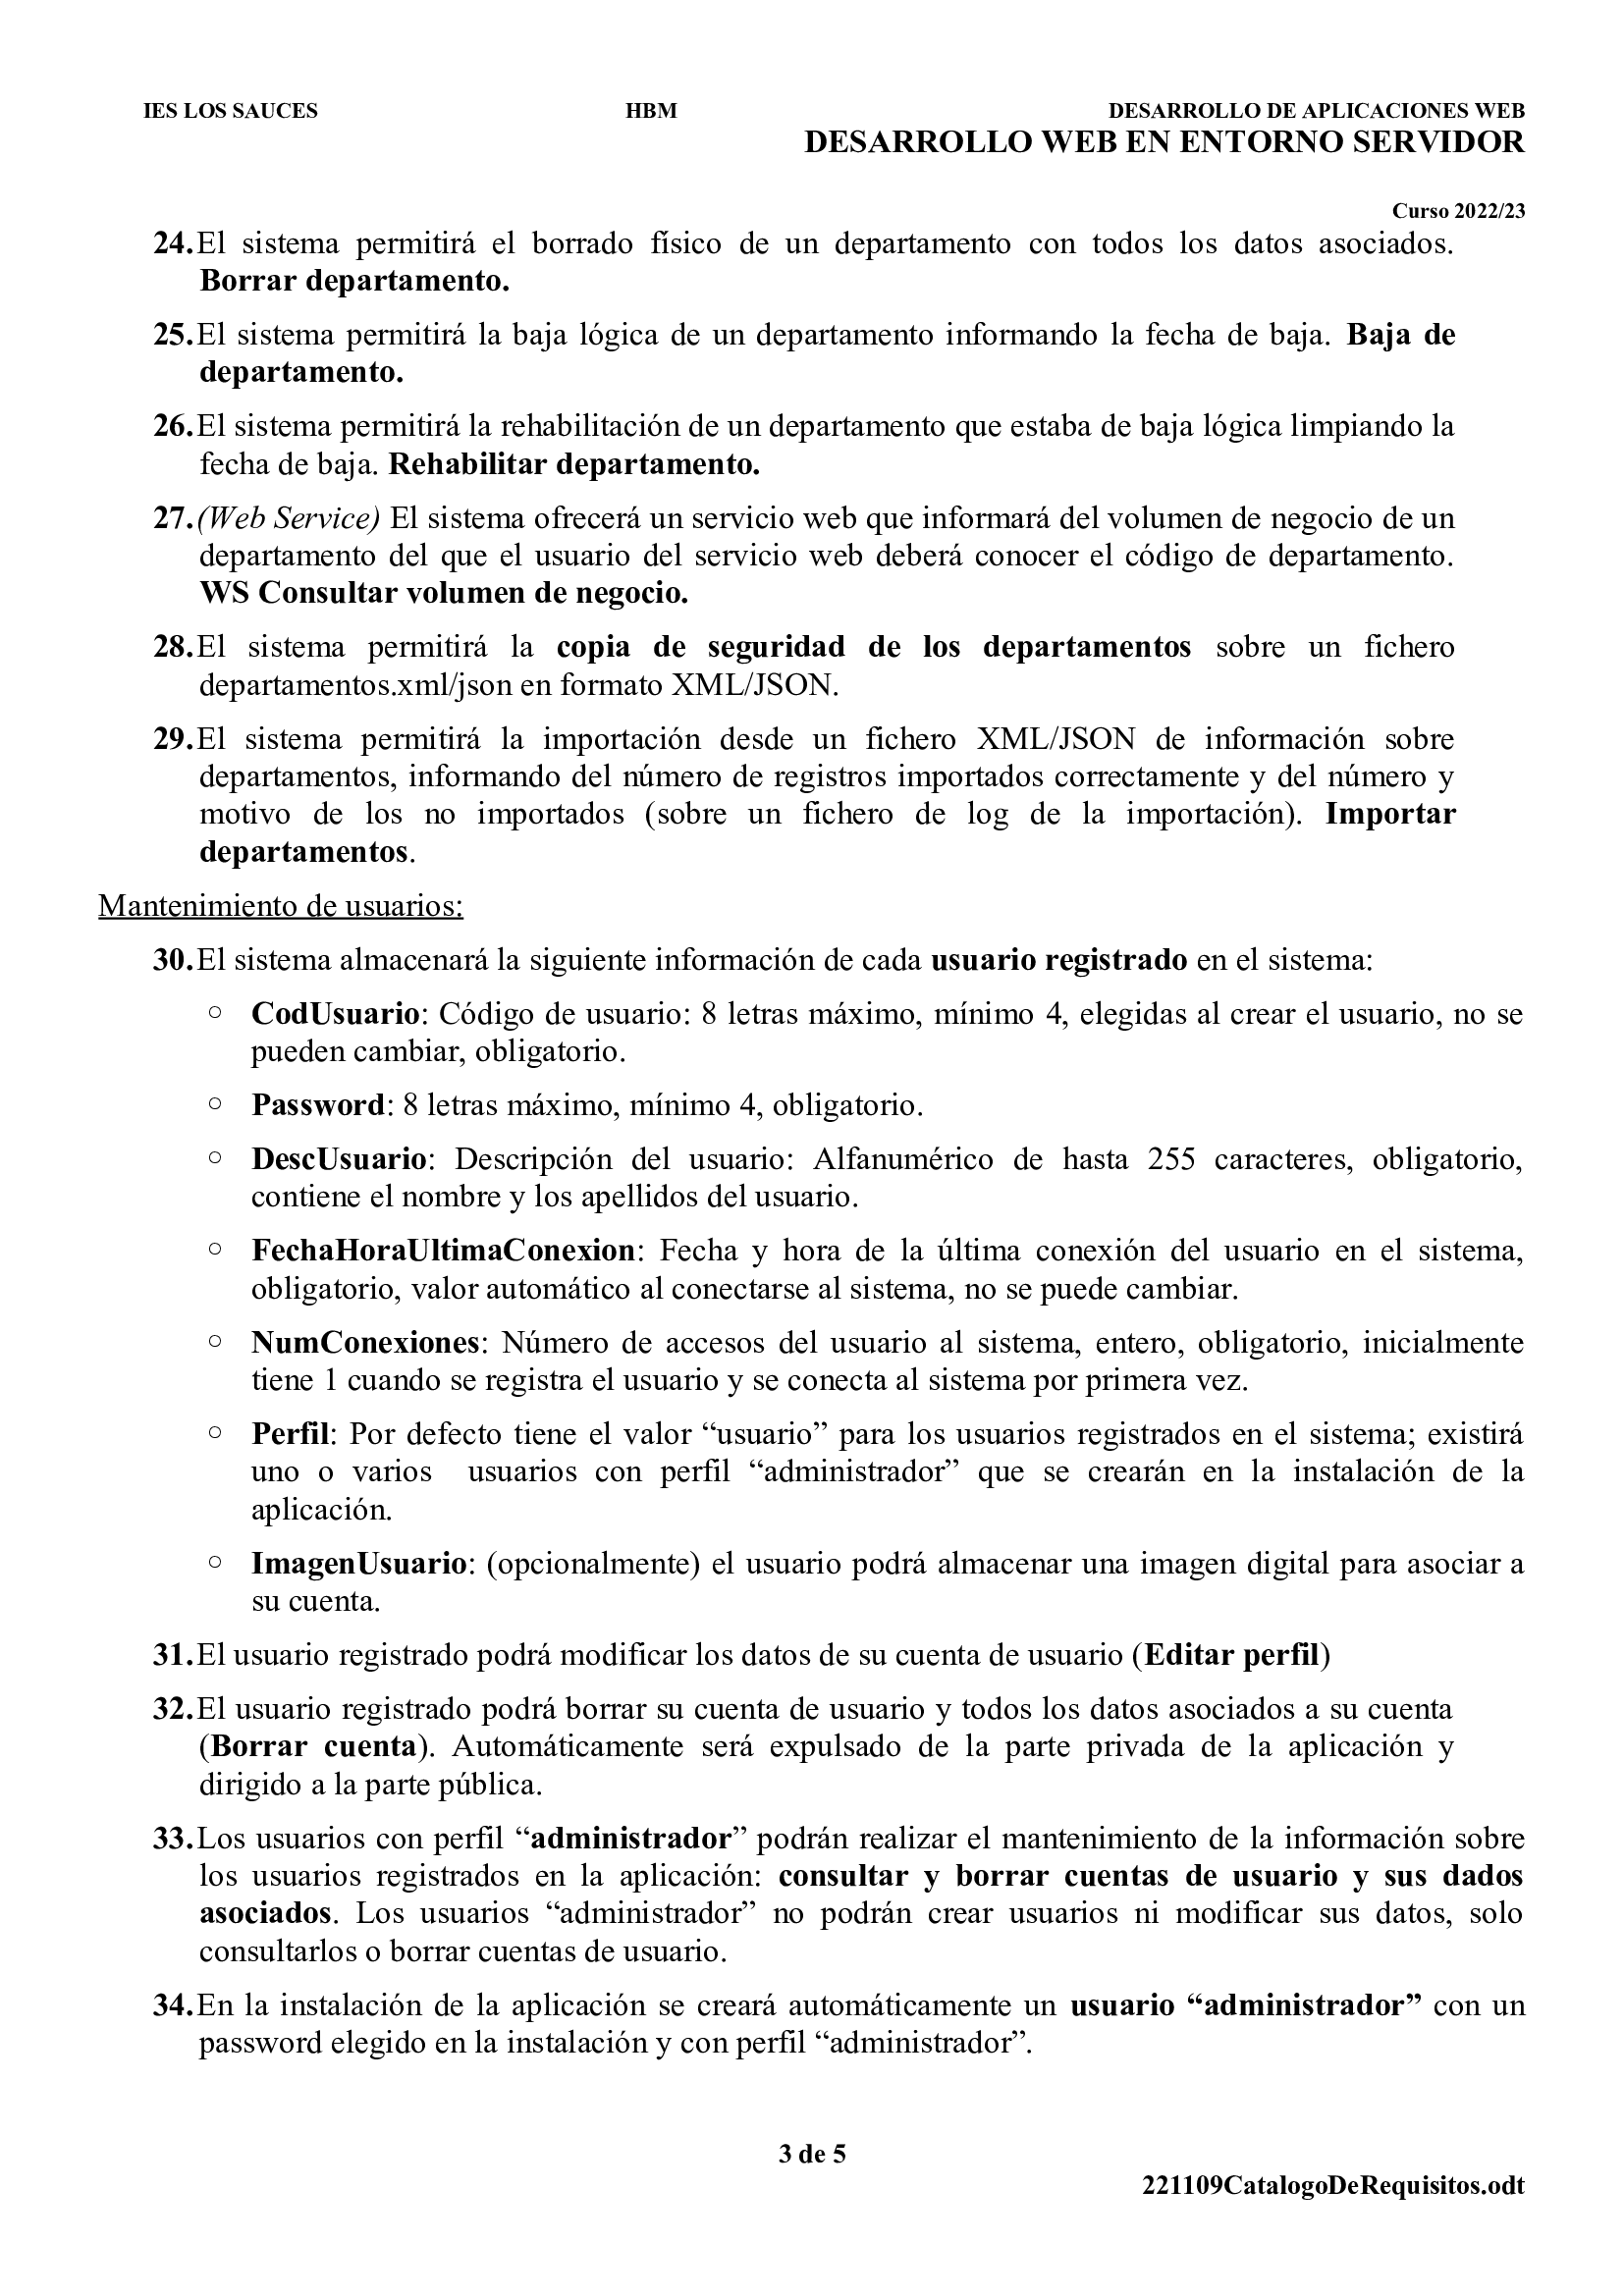 IES LOS SAUCES HBM DESARROLLO DE APLICACIONES WEB
DESARROLLO WEB EN ENTORNO SERVIDOR
Curso 2022/23
24.El sistema permitirá el borrado físico de un departamento con todos los datos asociados.
Borrar departamento.
25.El sistema permitirá la baja lógica de un departamento informando la fecha de baja. Baja de
departamento.
26.El sistema permitirá la rehabilitación de un departamento que estaba de baja lógica limpiando la
fecha de baja. Rehabilitar departamento.
27.(Web Service) El sistema ofrecerá un servicio web que informará del volumen de negocio de un
departamento del que el usuario del servicio web deberá conocer el código de departamento.
WS Consultar volumen de negocio.
28.El sistema permitirá la copia de seguridad de los departamentos sobre un fichero
departamentos.xml/json en formato XML/JSON.
29.El sistema permitirá la importación desde un fichero XML/JSON de información sobre
departamentos, informando del número de registros importados correctamente y del número y
motivo de los no importados (sobre un fichero de log de la importación). Importar
departamentos.
Mantenimiento de usuarios:
30.El sistema almacenará la siguiente información de cada usuario registrado en el sistema:
○ CodUsuario: Código de usuario: 8 letras máximo, mínimo 4, elegidas al crear el usuario, no se
pueden cambiar, obligatorio.
○ Password: 8 letras máximo, mínimo 4, obligatorio.
○ DescUsuario: Descripción del usuario: Alfanumérico de hasta 255 caracteres, obligatorio,
contiene el nombre y los apellidos del usuario.
○ FechaHoraUltimaConexion: Fecha y hora de la última conexión del usuario en el sistema,
obligatorio, valor automático al conectarse al sistema, no se puede cambiar.
○ NumConexiones: Número de accesos del usuario al sistema, entero, obligatorio, inicialmente
tiene 1 cuando se registra el usuario y se conecta al sistema por primera vez.
○ Perfil: Por defecto tiene el valor “usuario” para los usuarios registrados en el sistema; existirá
uno o varios usuarios con perfil “administrador” que se crearán en la instalación de la
aplicación.
○ ImagenUsuario: (opcionalmente) el usuario podrá almacenar una imagen digital para asociar a
su cuenta.
31.El usuario registrado podrá modificar los datos de su cuenta de usuario (Editar perfil)
32.El usuario registrado podrá borrar su cuenta de usuario y todos los datos asociados a su cuenta
(Borrar cuenta). Automáticamente será expulsado de la parte privada de la aplicación y
dirigido a la parte pública.
33.Los usuarios con perfil “administrador” podrán realizar el mantenimiento de la información sobre
los usuarios registrados en la aplicación: consultar y borrar cuentas de usuario y sus dados
asociados. Los usuarios “administrador” no podrán crear usuarios ni modificar sus datos, solo
consultarlos o borrar cuentas de usuario.
34.En la instalación de la aplicación se creará automáticamente un usuario “administrador” con un
password elegido en la instalación y con perfil “administrador”.
3 de 5
221109CatalogoDeRequisitos.odt